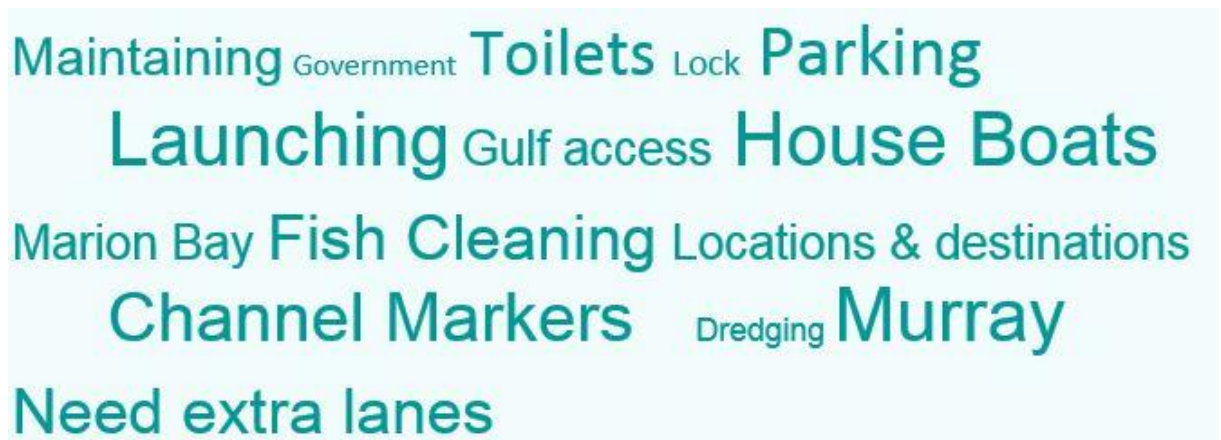 Maintaining Government Toilets Lock Parking
Launching Gulf access House Boats
Marion Bay Fish Cleaning Locations & destinations
Channel Markers Dredging Murray
Need extra lanes